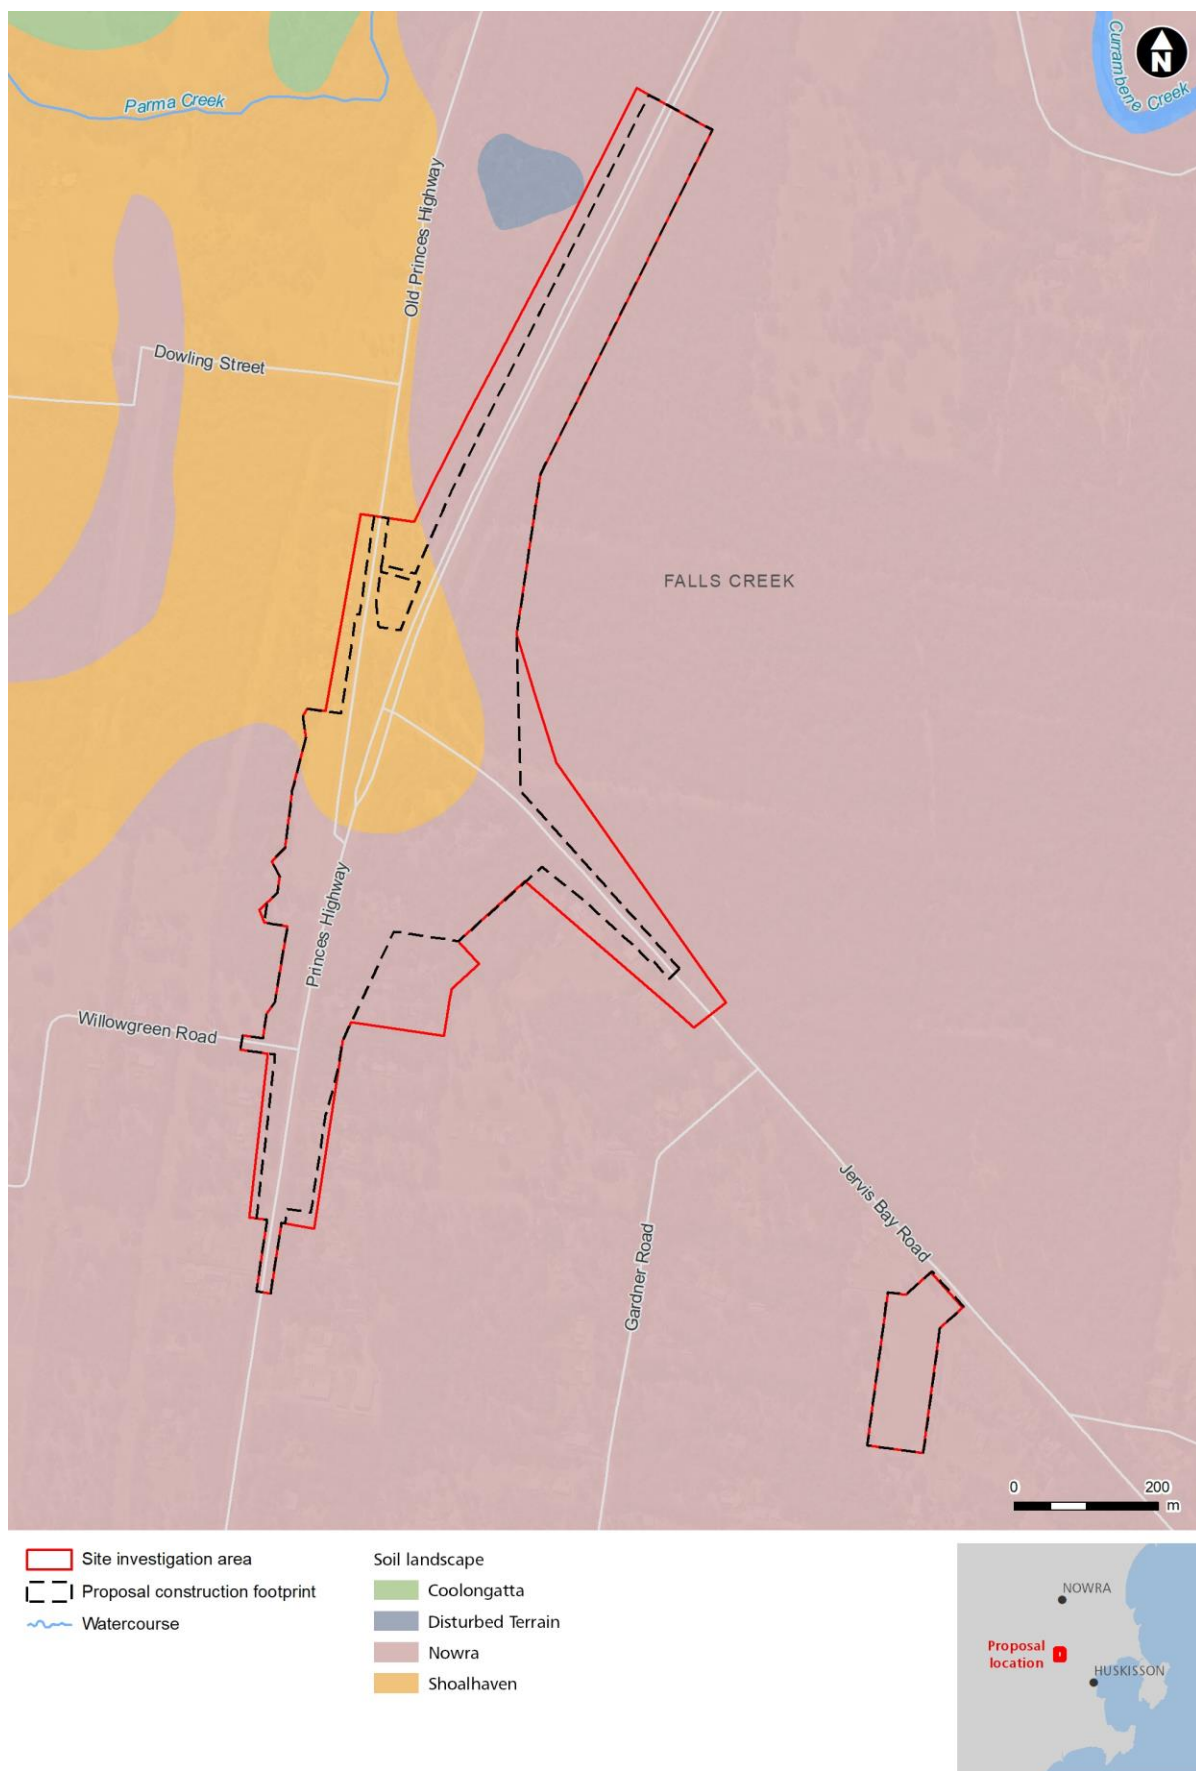 N
Currambene
Creek
Parma Creek
Old Princes Highway
Dowling Street
FALLS CREEK
Princes Highway
Willowgreen Road
Jervis Bay Road
Gardner Road
0 200
m
Site investigation area
Proposal construction footprint
Watercourse
Soil landscape
Coolongatta
Disturbed Terrain
Nowra
Shoalhaven
NOWRA
Proposal
location
HUSKISSON